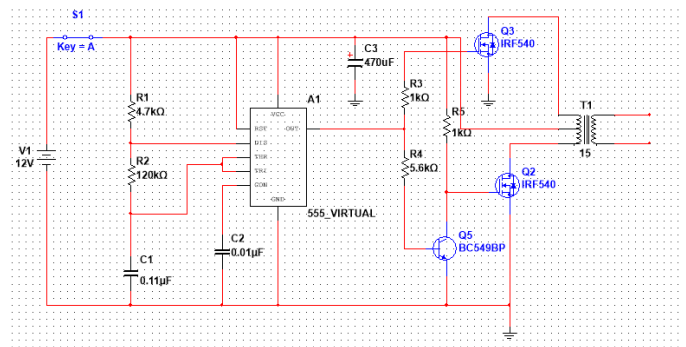 S1
Key = A
V1
12V
R1
4.7kΩ
R2
120kΩ
C1
0.11µF
C2
0.01µF
A1
VCC
RST
OUT
DIS
THR
TRI
CON
GND
555_VIRTUAL
C3
470uF
R3
1kΩ
R4
5.6kΩ
R5
1kΩ
Q3
IRF540
Q2
IRF540
Q5
BC549BP
T1
15